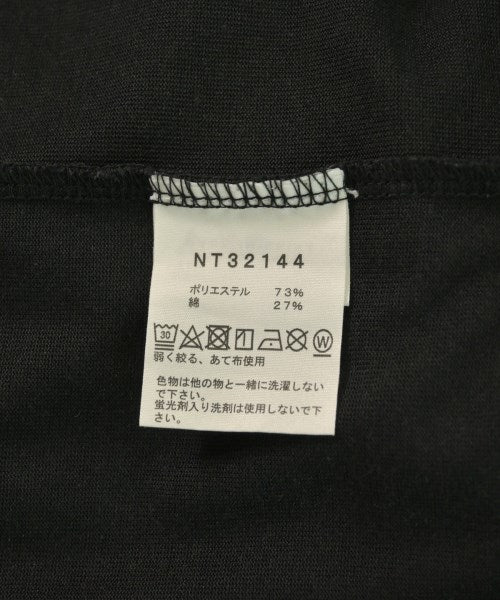 NT32144
ポリエステル 73%
綿 27%
30 W
弱く絞る、あて布使用
色物は他の物と一緒に洗濯しない
で下さい。
蛍光剤入り洗剤は使用しないで下
さい。